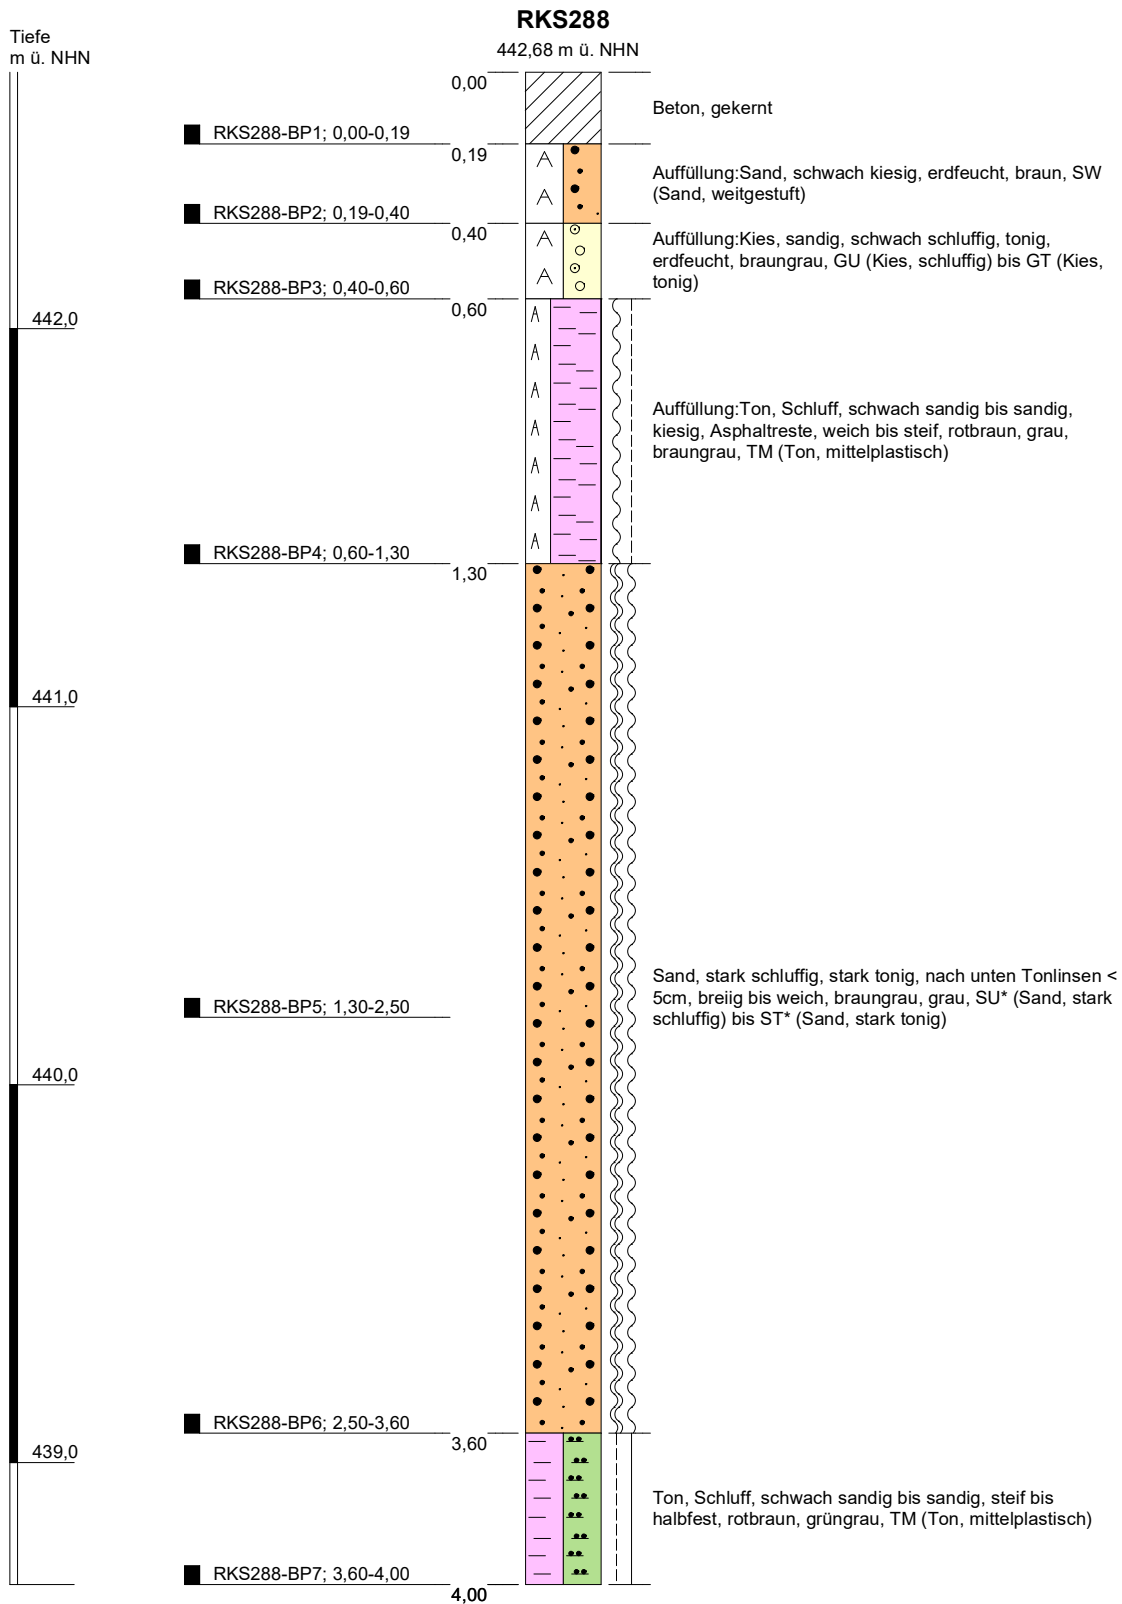 RKS288
442,68 m ü. NHN
Tiefe
m ü. NHN
0,00
Beton, gekernt
RKS288-BP1; 0,00-0,19
0,19
Auffüllung:Sand, schwach kiesig, erdfeucht, braun, SW
(Sand, weitgestuft)
RKS288-BP2; 0,19-0,40
0,40
Auffüllung:Kies, sandig, schwach schluffig, tonig,
erdfeucht, braungrau, GU (Kies, schluffig) bis GT (Kies,
tonig)
RKS288-BP3; 0,40-0,60
0,60
442,0
Auffüllung:Ton, Schluff, schwach sandig bis sandig,
kiesig, Asphaltreste, weich bis steif, rotbraun, grau,
braungrau, TM (Ton, mittelplastisch)
RKS288-BP4; 0,60-1,30
1,30
441,0
Sand, stark schluffig, stark tonig, nach unten Tonlinsen <
5cm, breiig bis weich, braungrau, grau, SU* (Sand, stark
schluffig) bis ST* (Sand, stark tonig)
RKS288-BP5; 1,30-2,50
440,0
RKS288-BP6; 2,50-3,60
3,60
439,0
Ton, Schluff, schwach sandig bis sandig, steif bis
halbfest, rotbraun, grüngrau, TM (Ton, mittelplastisch)
RKS288-BP7; 3,60-4,00
4,00